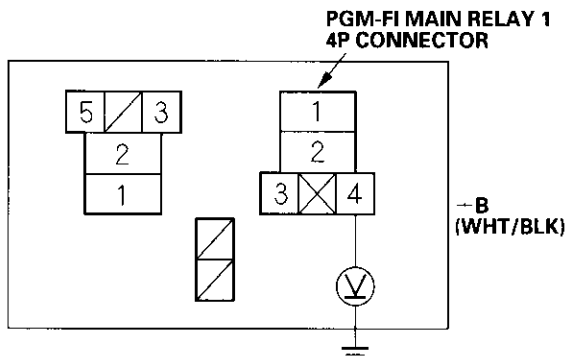 PGM-FI MAIN RELAY 1
4P CONNECTOR
5 3
2
1
1
2
3 4
V
–B
(WHT/BLK)